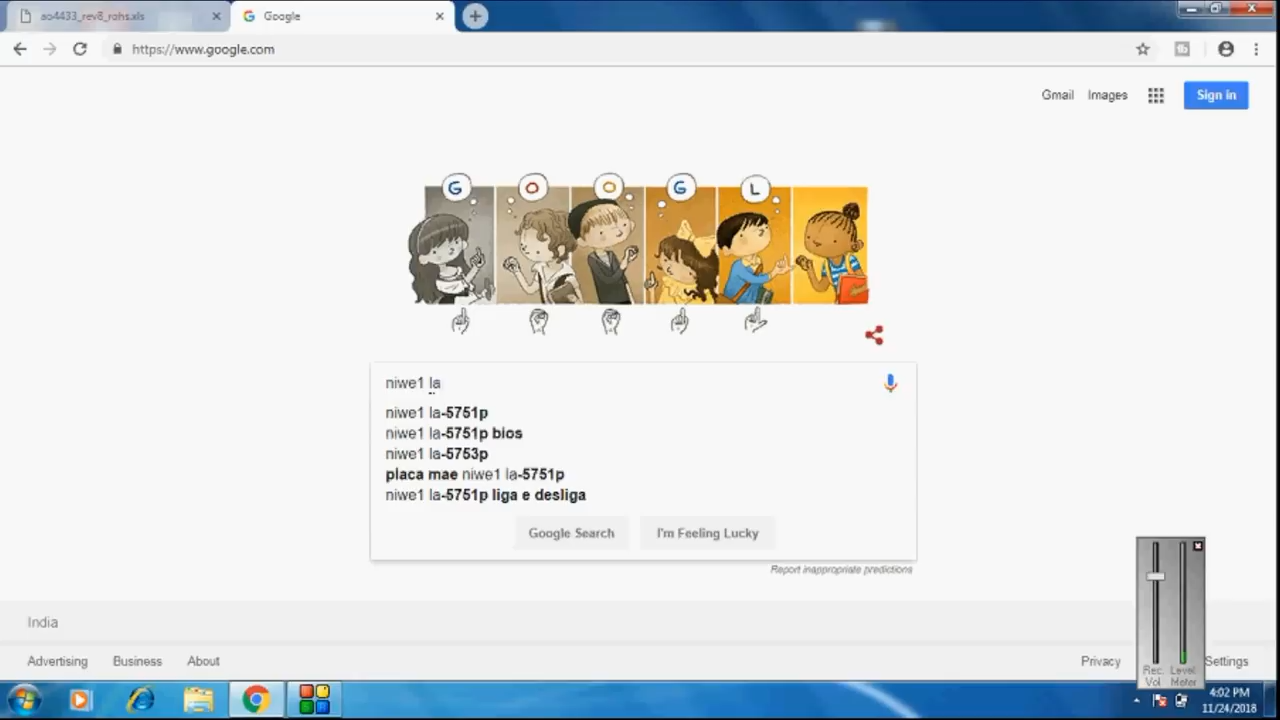 ao4433_rev8_rohs.xls
Google
https://www.google.com
Gmail Images Sign in
G O O G L
niwe1 la
niwe1 la-5751p
niwe1 la-5751p bios
niwe1 la-5753p
placa mae niwe1 la-5751p
niwe1 la-5751p liga e desliga
Google Search I'm Feeling Lucky
Report inappropriate predictions
India
Advertising Business About
Privacy Settings
Rec. Level
Vol Meter
4:02 PM
11/24/2018